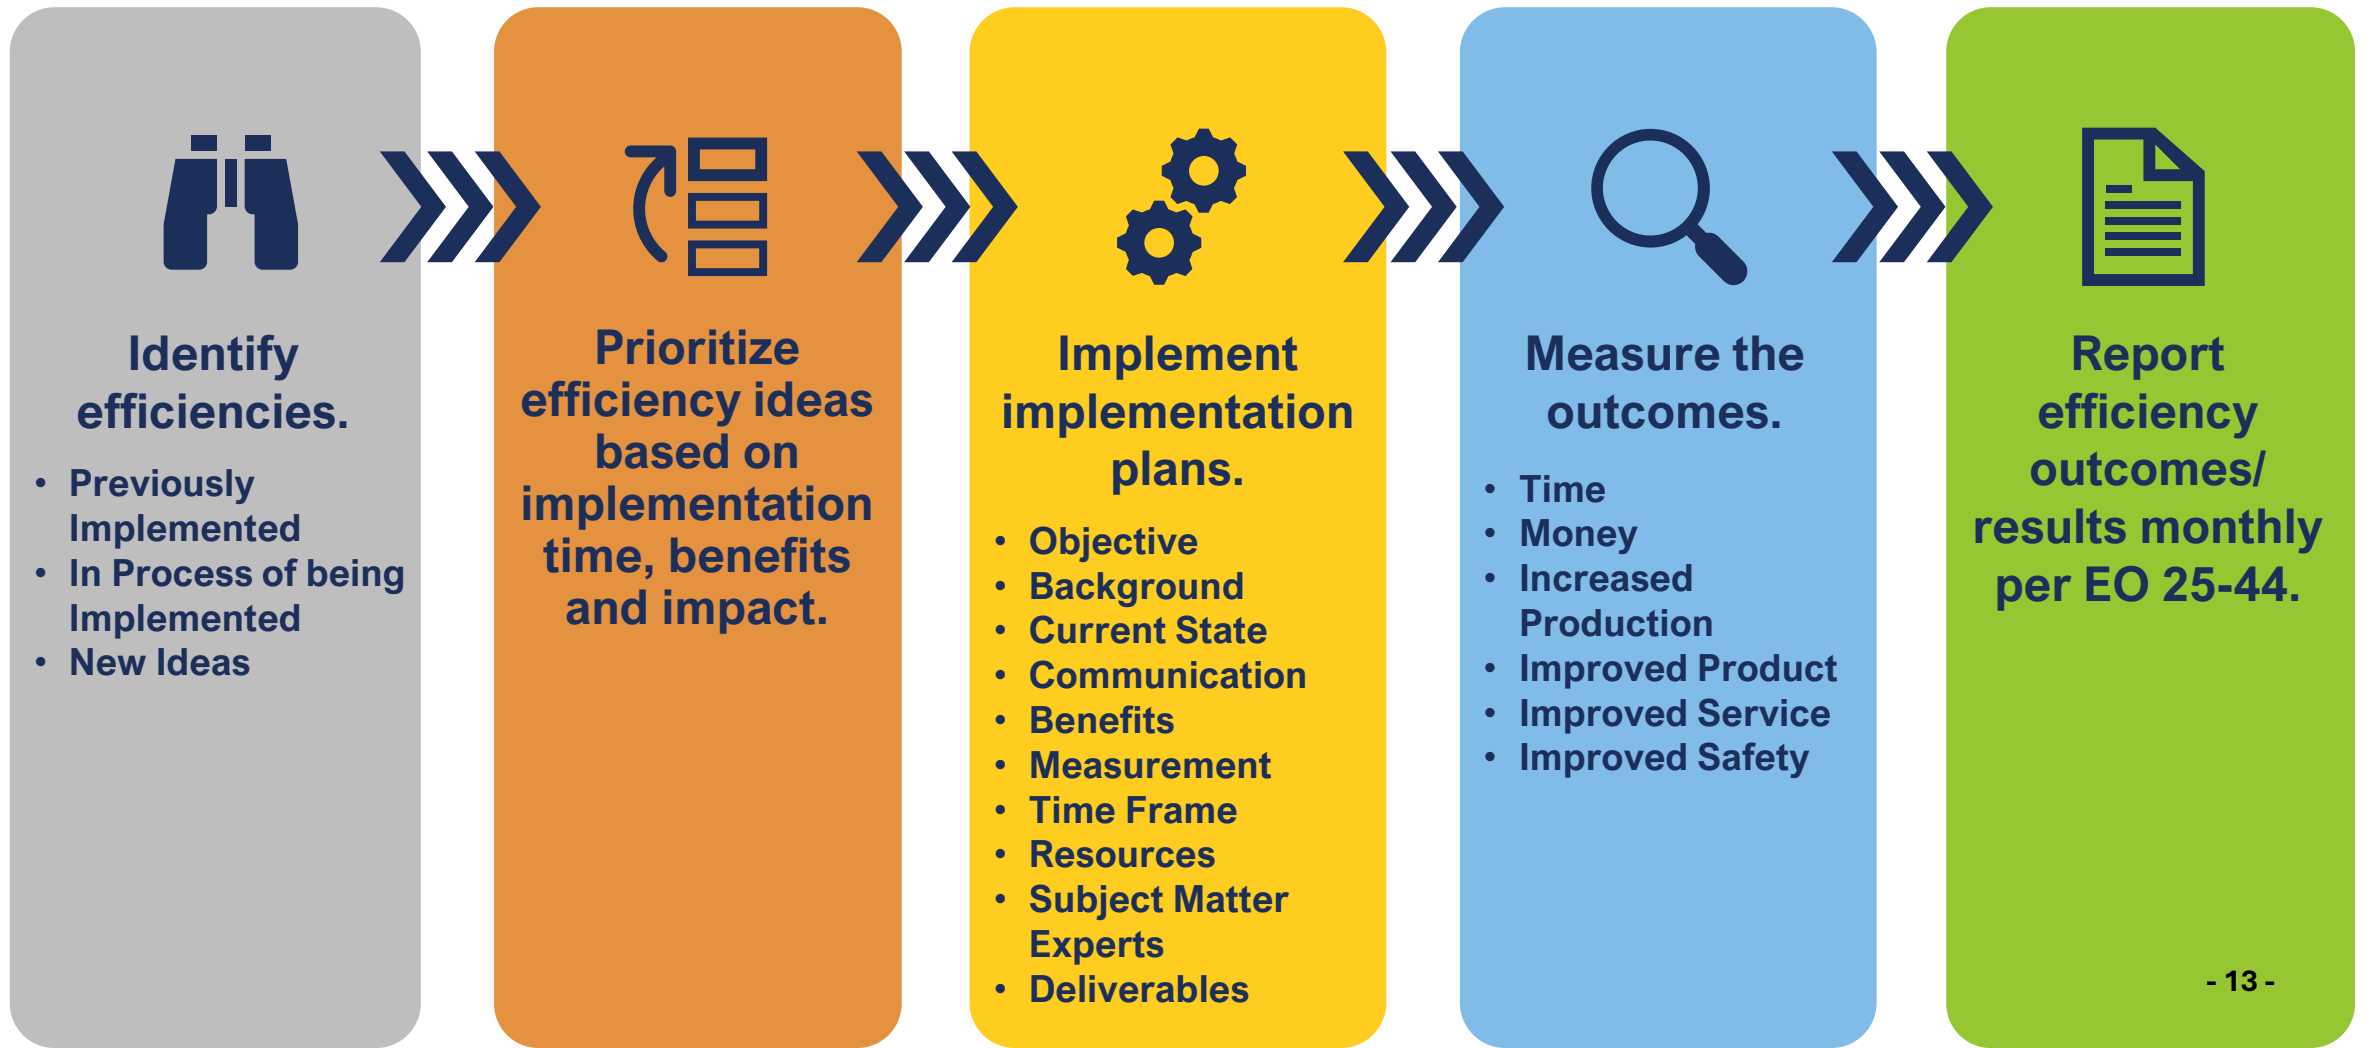 Identify
efficiencies.
• Previously
Implemented
• In Process of being
Implemented
• New Ideas
Prioritize
efficiency ideas
based on
implementation
time, benefits
and impact.
Implement
implementation
plans.
• Objective
• Background
• Current State
• Communication
• Benefits
• Measurement
• Time Frame
• Resources
• Subject Matter
Experts
• Deliverables
Measure the
outcomes.
• Time
• Money
• Increased
Production
• Improved Product
• Improved Service
• Improved Safety
Report
efficiency
outcomes/
results monthly
per EO 25-44.
- 13 -